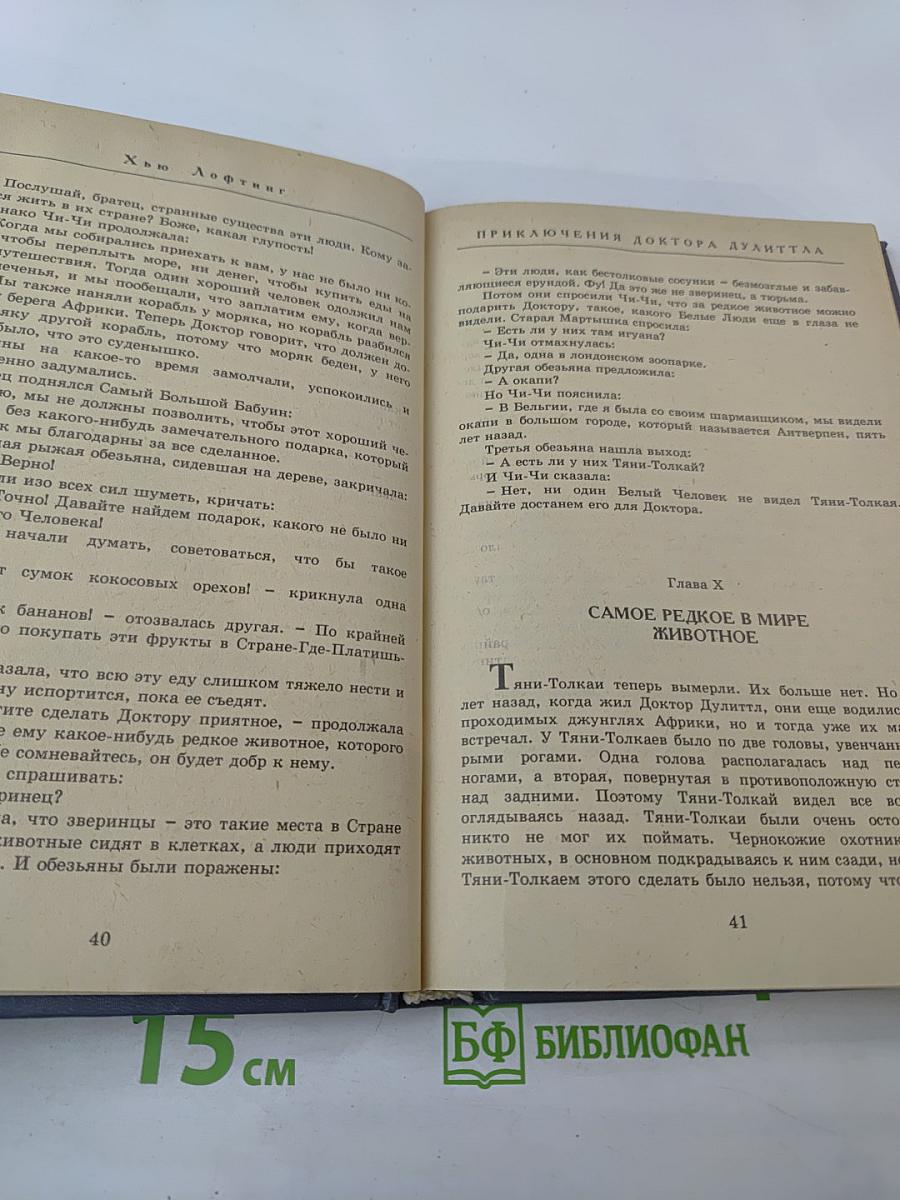 Хью Лофтинг
Послушай, братец, странные существа эти люди. Кому за-
ся жить в их стране? Боже, какая глупость!
нако Чи-Чи продолжала:
Когда мы собирались приехать к вам, у нас не было ни ко-
чтобы переплыть море, ни денег, чтобы купить еды на
путешествия. Тогда один хороший человек одолжил нам
печенья, и мы пообещали, что заплатим ему, когда вер-
Мы также наняли корабль у моряка, но корабль разбился
берега Африки. Теперь Доктор говорит, что должен до-
яку другой корабль, потому что моряк беден, у него
было, что это суденышко.
ны на какое-то время замолчали, успокоились и
енно задумались.
ец поднялся Самый Большой Бабуин:
ю, мы не должны позволить, чтобы этот хороший че-
без какого-нибудь замечательного подарка, который
к мы благодарны за все сделанное.
ая рыжая обезьяна, сидевшая на дереве, закричала:
Верно!
ли изо всех сил шуметь, кричать:
Точно! Давайте найдем подарок, какого не было ни
го Человека!
начали думать, советоваться, что бы такое
т сумок кокосовых орехов! – крикнула одна
к бананов! – отозвалась другая. – По крайней
о покупать эти фрукты в Стране-Где-Платишь-
азала, что всю эту еду слишком тяжело нести и
ну испортится, пока ее съедят.
тите сделать Доктору приятное, – продолжала
е ему какое-нибудь редкое животное, которого
е сомневайтесь, он будет добр к нему.
спрашивать:
ринец?
а, что зверинцы – это такие места в Стране
животные сидят в клетках, а люди приходят
. И обезьяны были поражены:
40
ПРИКЛЮЧЕНИЯ ДОКТОРА ДУЛИТТЛА
– Эти люди, как бестолковые сосунки – безмозглые и забав-
ляющиеся ерундой. Фу! Да это же не зверинец, а тюрьма.
Потом они спросили Чи-Чи, что за редкое животное можно
подарить Доктору, такое, какого Белые Люди еще в глаза не
видели. Старая Мартышка спросила:
– Есть ли у них там игуана?
Чи-Чи отмахнулась:
– Да, одна в лондонском зоопарке.
Другая обезьяна предложила:
– А окапи?
Но Чи-Чи пояснила:
– В Бельгии, где я была со своим шарманщиком, мы видели
окапи в большом городе, который называется Антверпен, пять
лет назад.
Третья обезьяна нашла выход:
– А есть ли у них Тяни-Толкай?
И Чи-Чи сказала:
– Нет, ни один Белый Человек не видел Тяни-Толкая.
Давайте достанем его для Доктора.
Глава X
САМОЕ РЕДКОЕ В МИРЕ
ЖИВОТНОЕ
Тяни-Толкаи теперь вымерли. Их больше нет. Но
лет назад, когда жил Доктор Дулиттл, они еще водились
проходимых джунглях Африки, но и тогда уже их ма
встречал. У Тяни-Толкаев было по две головы, увенчан
рыми рогами. Одна голова располагалась над пе
ногами, а вторая, повернутая в противоположную ст
над задними. Поэтому Тяни-Толкай видел все вс
оглядываясь назад. Тяни-Толкаи были очень осто
никто не мог их поймать. Чернокожие охотник
животных, в основном подкрадываясь к ним сзади, но
Тяни-Толкаем этого сделать было нельзя, потому что
41
15 см
БФ БИБЛИОФАН